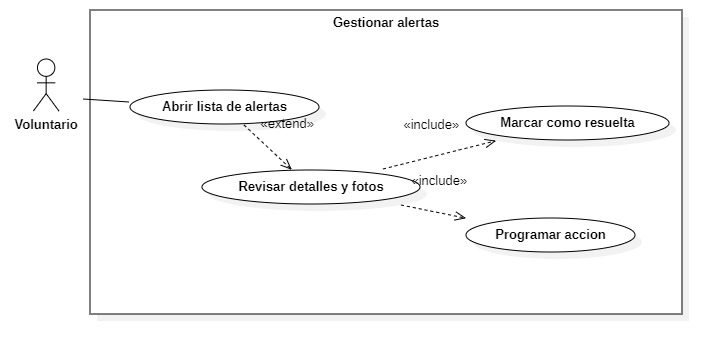 Gestionar alertas
Voluntario
Abrir lista de alertas
«extend»
«include»
Marcar como resuelta
Revisar detalles y fotos
«include»
Programar accion